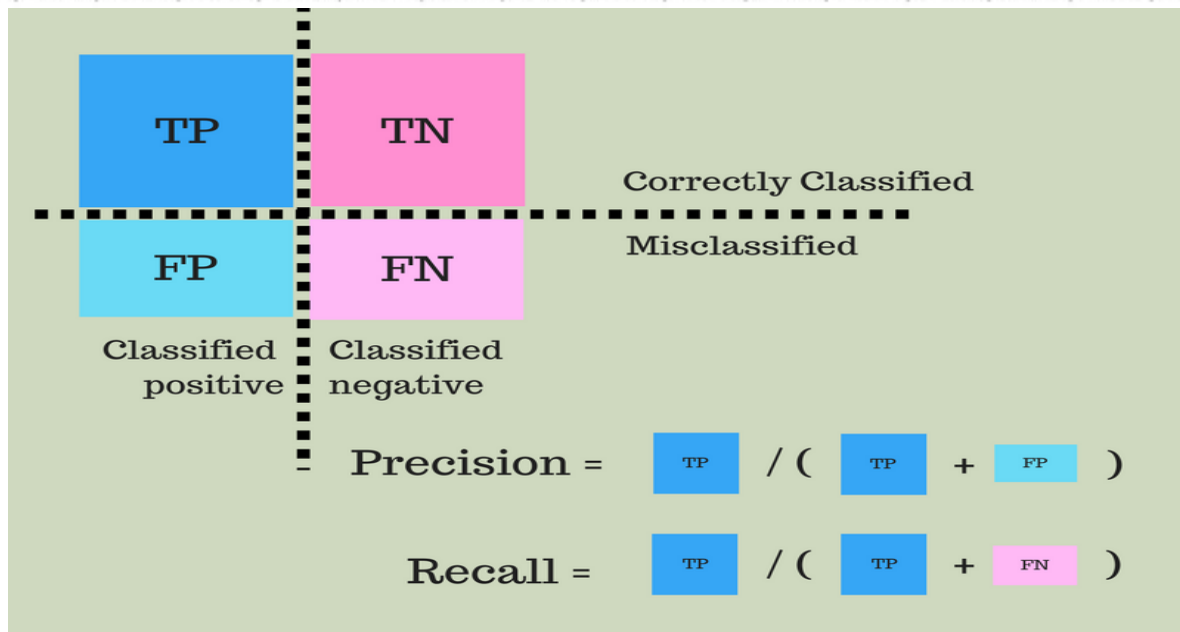 TP TN
Correctly Classified
Misclassified
FP FN
Classified positive
Classified negative
Precision = TP / ( TP + FP )
Recall = TP / ( TP + FN )